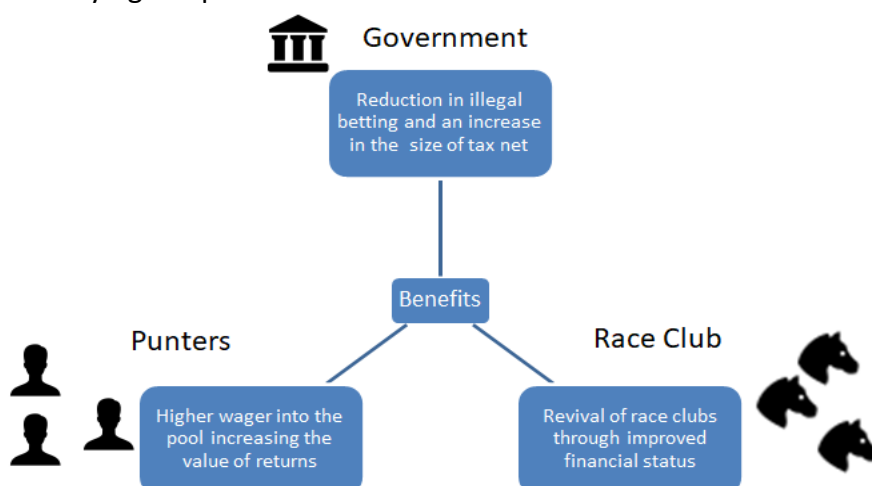 Government
Reduction in illegal
betting and an increase
in the size of tax net
Benefits
Punters
Race Club
Higher wager into the
pool increasing the
value of returns
Revival of race clubs
through improved
financial status